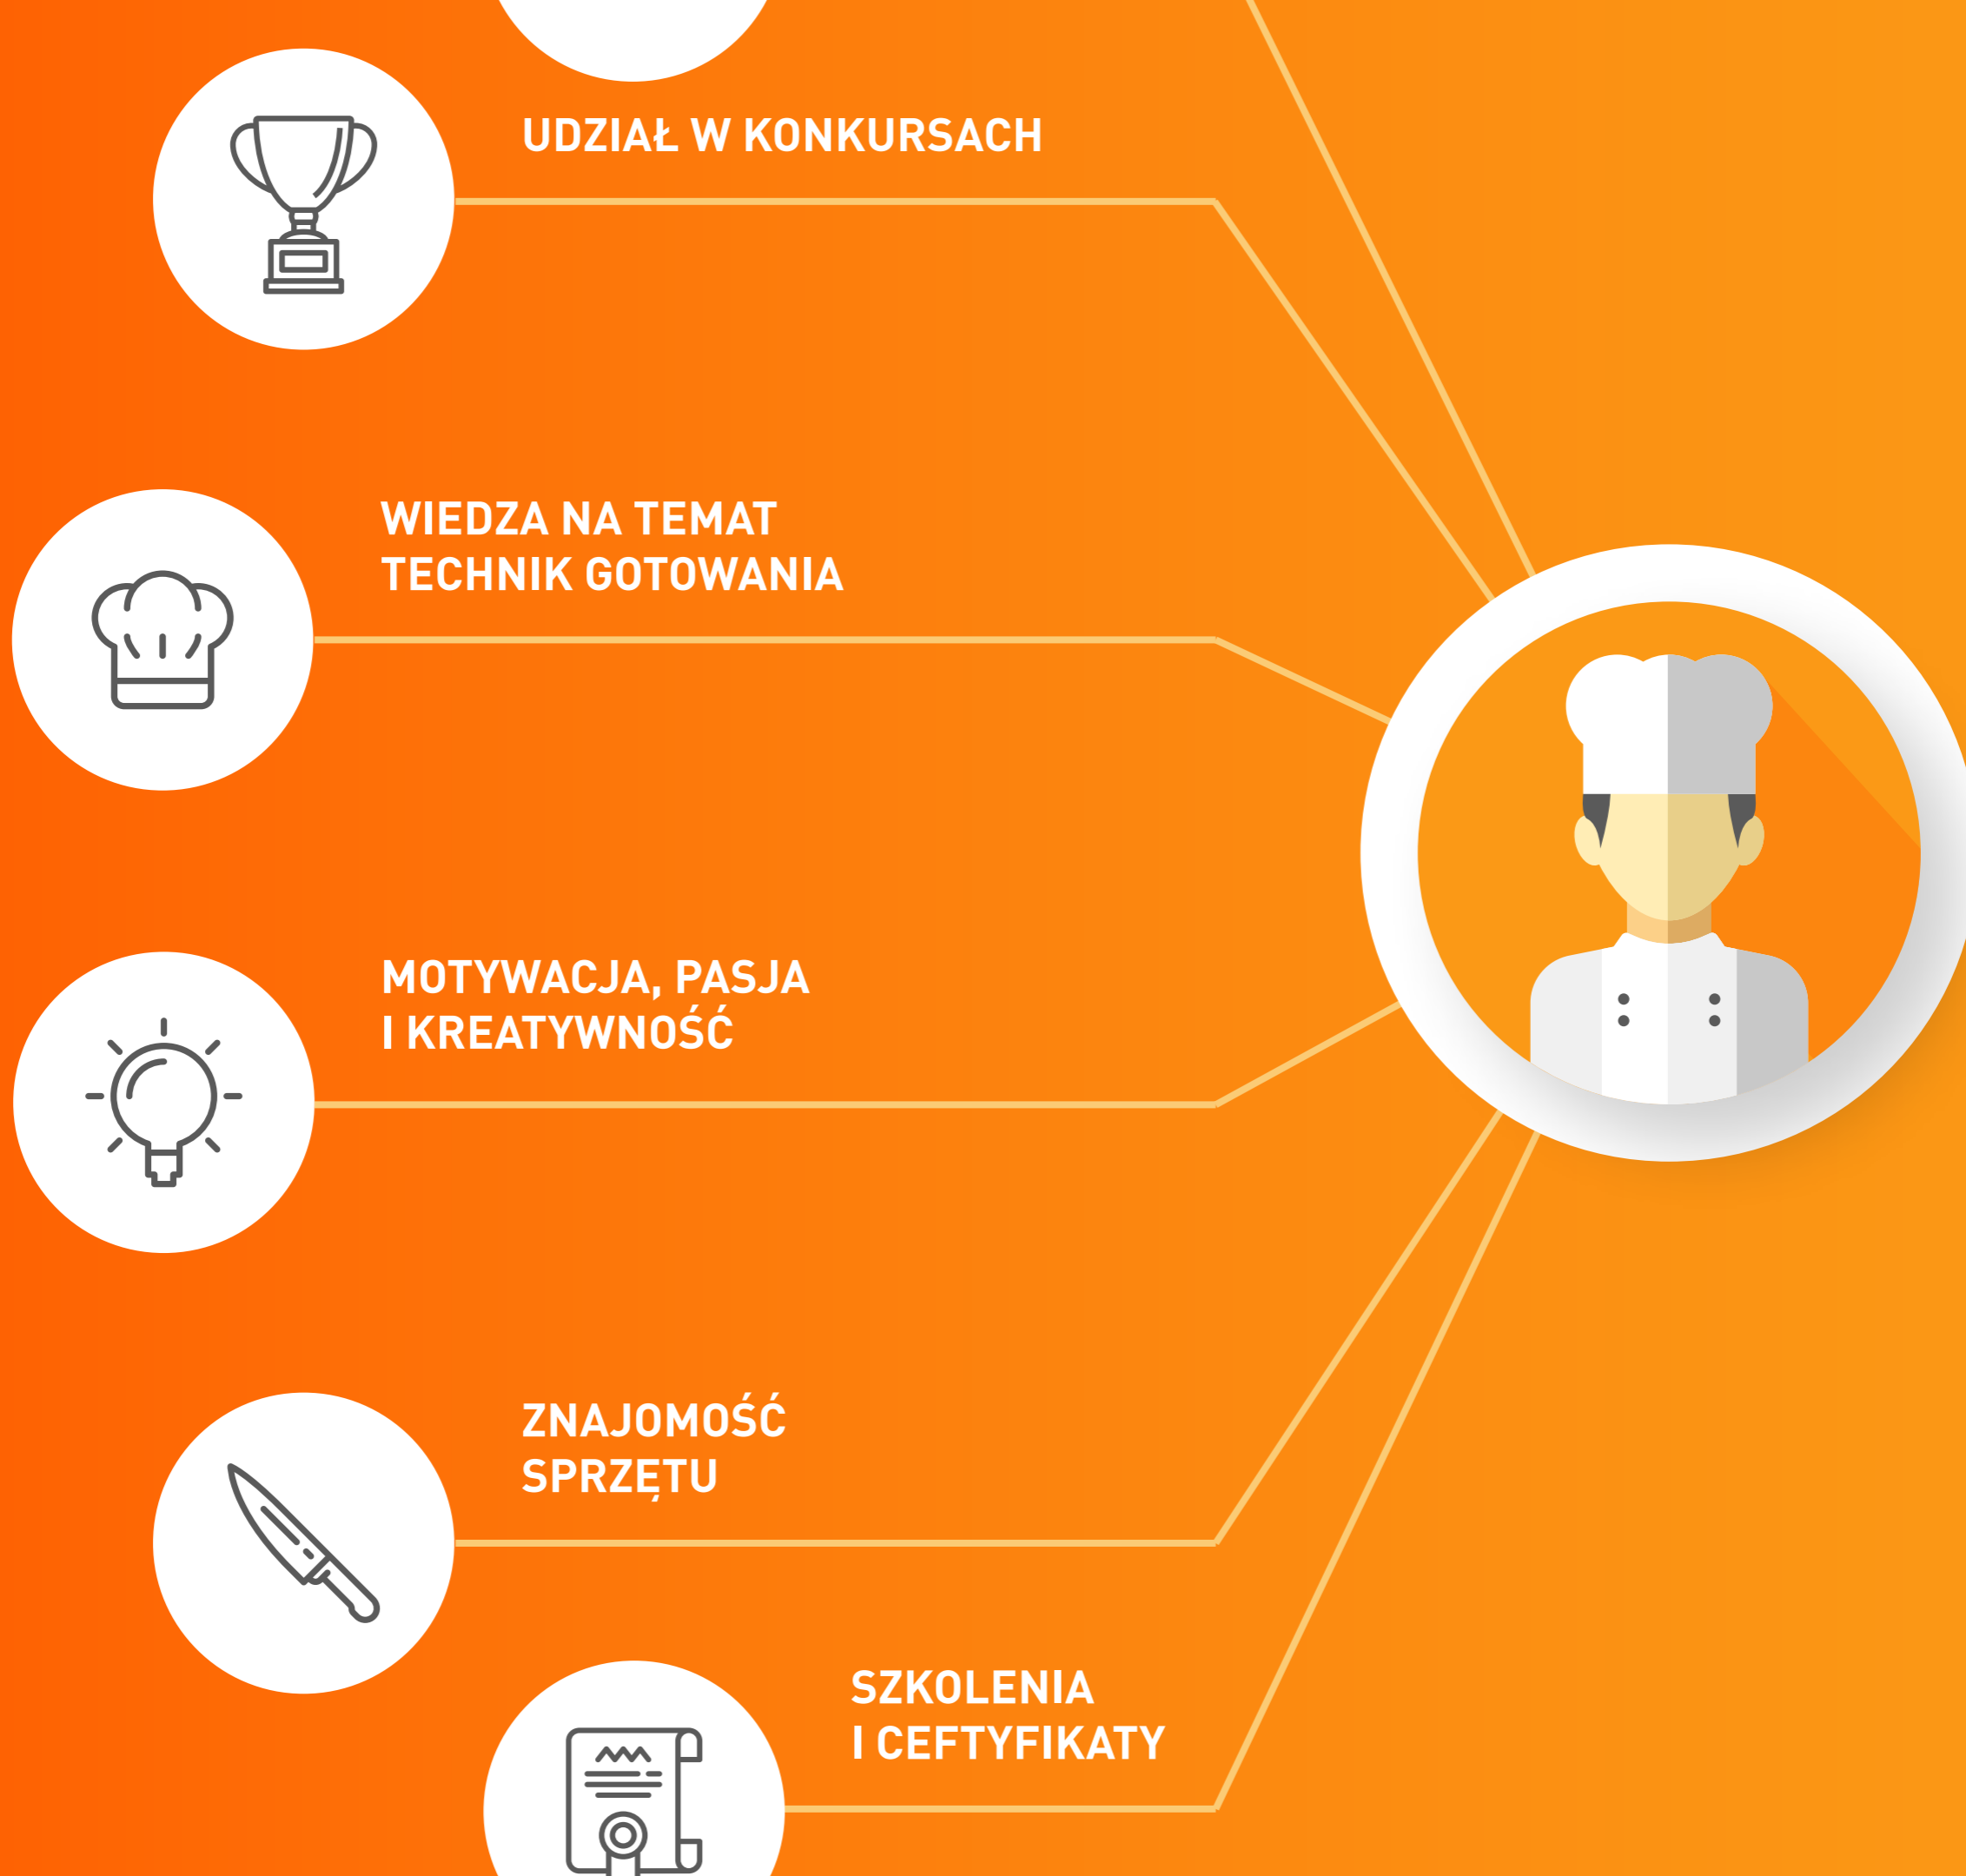 UDZIAŁ W KONKURSACH
WIEDZA NA TEMAT
TECHNIK GOTOWANIA
MOTYWACJA, PASJA
I KREATYWNOŚĆ
ZNAJOMOŚĆ
SPRZĘTU
SZKOLENIA
I CEFTYFIKATY